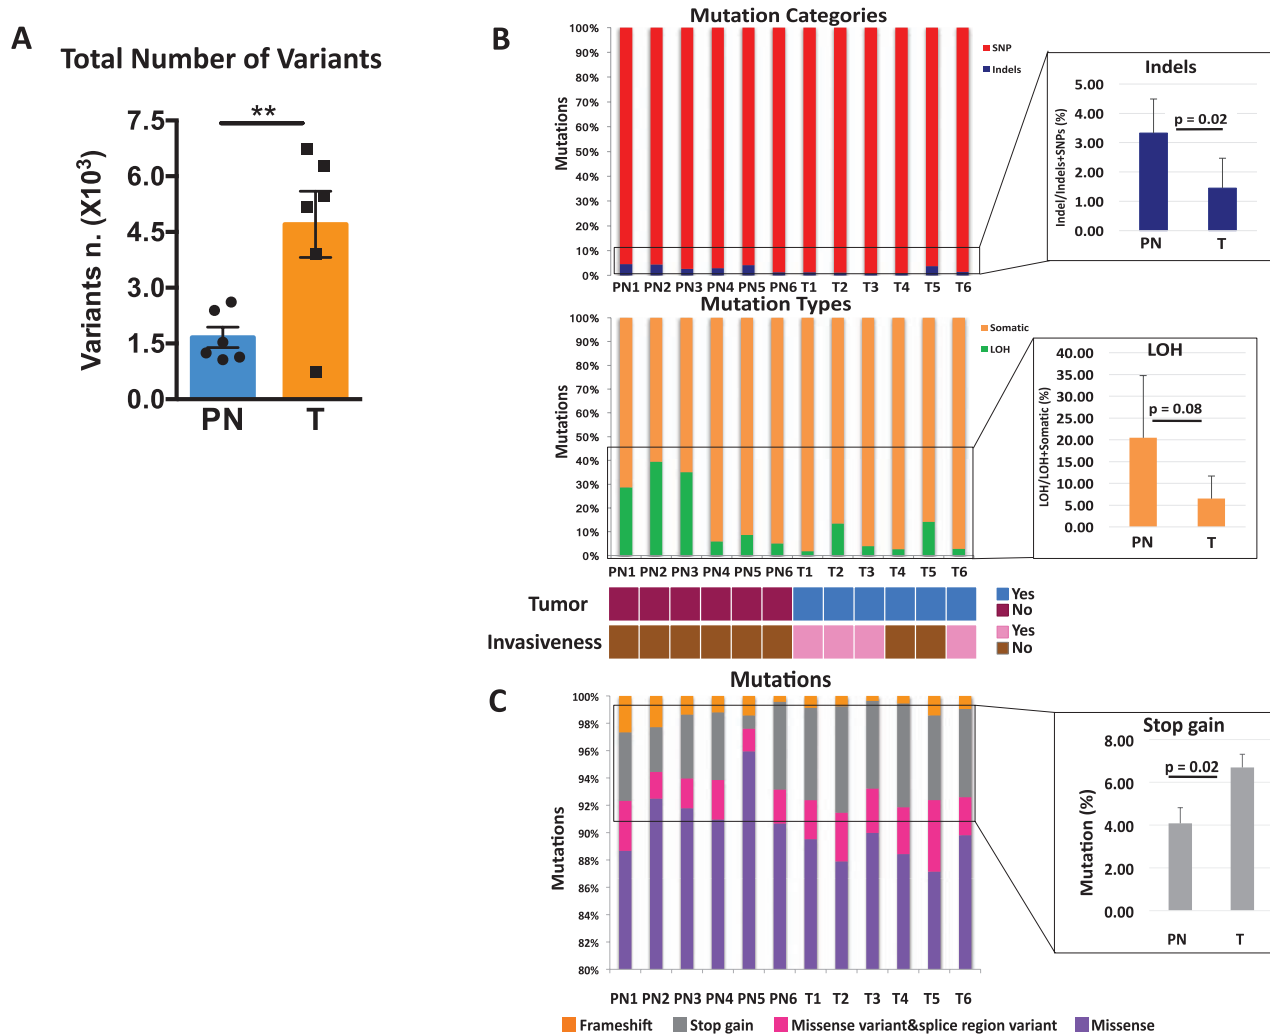 A
Total Number of Variants
Variants n. (X10³)
7.5
6.0
4.5
3.0
1.5
0.0
**
PN
T
B
Mutation Categories
Mutations
100%
90%
80%
70%
60%
50%
40%
30%
20%
10%
0%
PN1 PN2 PN3 PN4 PN5 PN6 T1 T2 T3 T4 T5 T6
SNP
Indels
Indels
Indel/Indels+SNPs (%)
5.00
4.00
3.00
2.00
1.00
0.00
p = 0.02
PN T
Mutation Types
Mutations
100%
90%
80%
70%
60%
50%
40%
30%
20%
10%
0%
PN1 PN2 PN3 PN4 PN5 PN6 T1 T2 T3 T4 T5 T6
Somatic
LOH
LOH
LOH/LOH+Somatic (%)
40.00
35.00
30.00
25.00
20.00
15.00
10.00
5.00
0.00
p = 0.08
PN T
Tumor
Yes
No
Invasiveness
Yes
No
C
Mutations
Mutations
100%
98%
96%
94%
92%
90%
88%
86%
84%
82%
80%
PN1 PN2 PN3 PN4 PN5 PN6 T1 T2 T3 T4 T5 T6
Stop gain
Mutation (%)
8.00
6.00
4.00
2.00
0.00
p = 0.02
PN T
Frameshift Stop gain Missense variant&splice region variant Missense